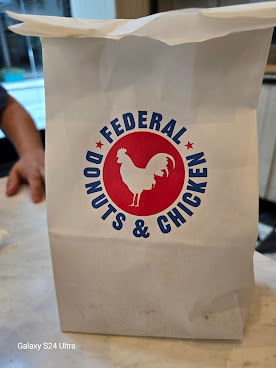 FEDERAL
DONUTS & CHICKEN
Galaxy S24 Ultra